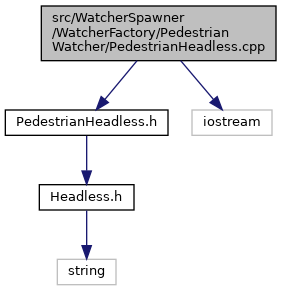 src/WatcherSpawner
/WatcherFactory/Pedestrian
Watcher/PedestrianHeadless.cpp
PedestrianHeadless.h
iostream
Headless.h
string